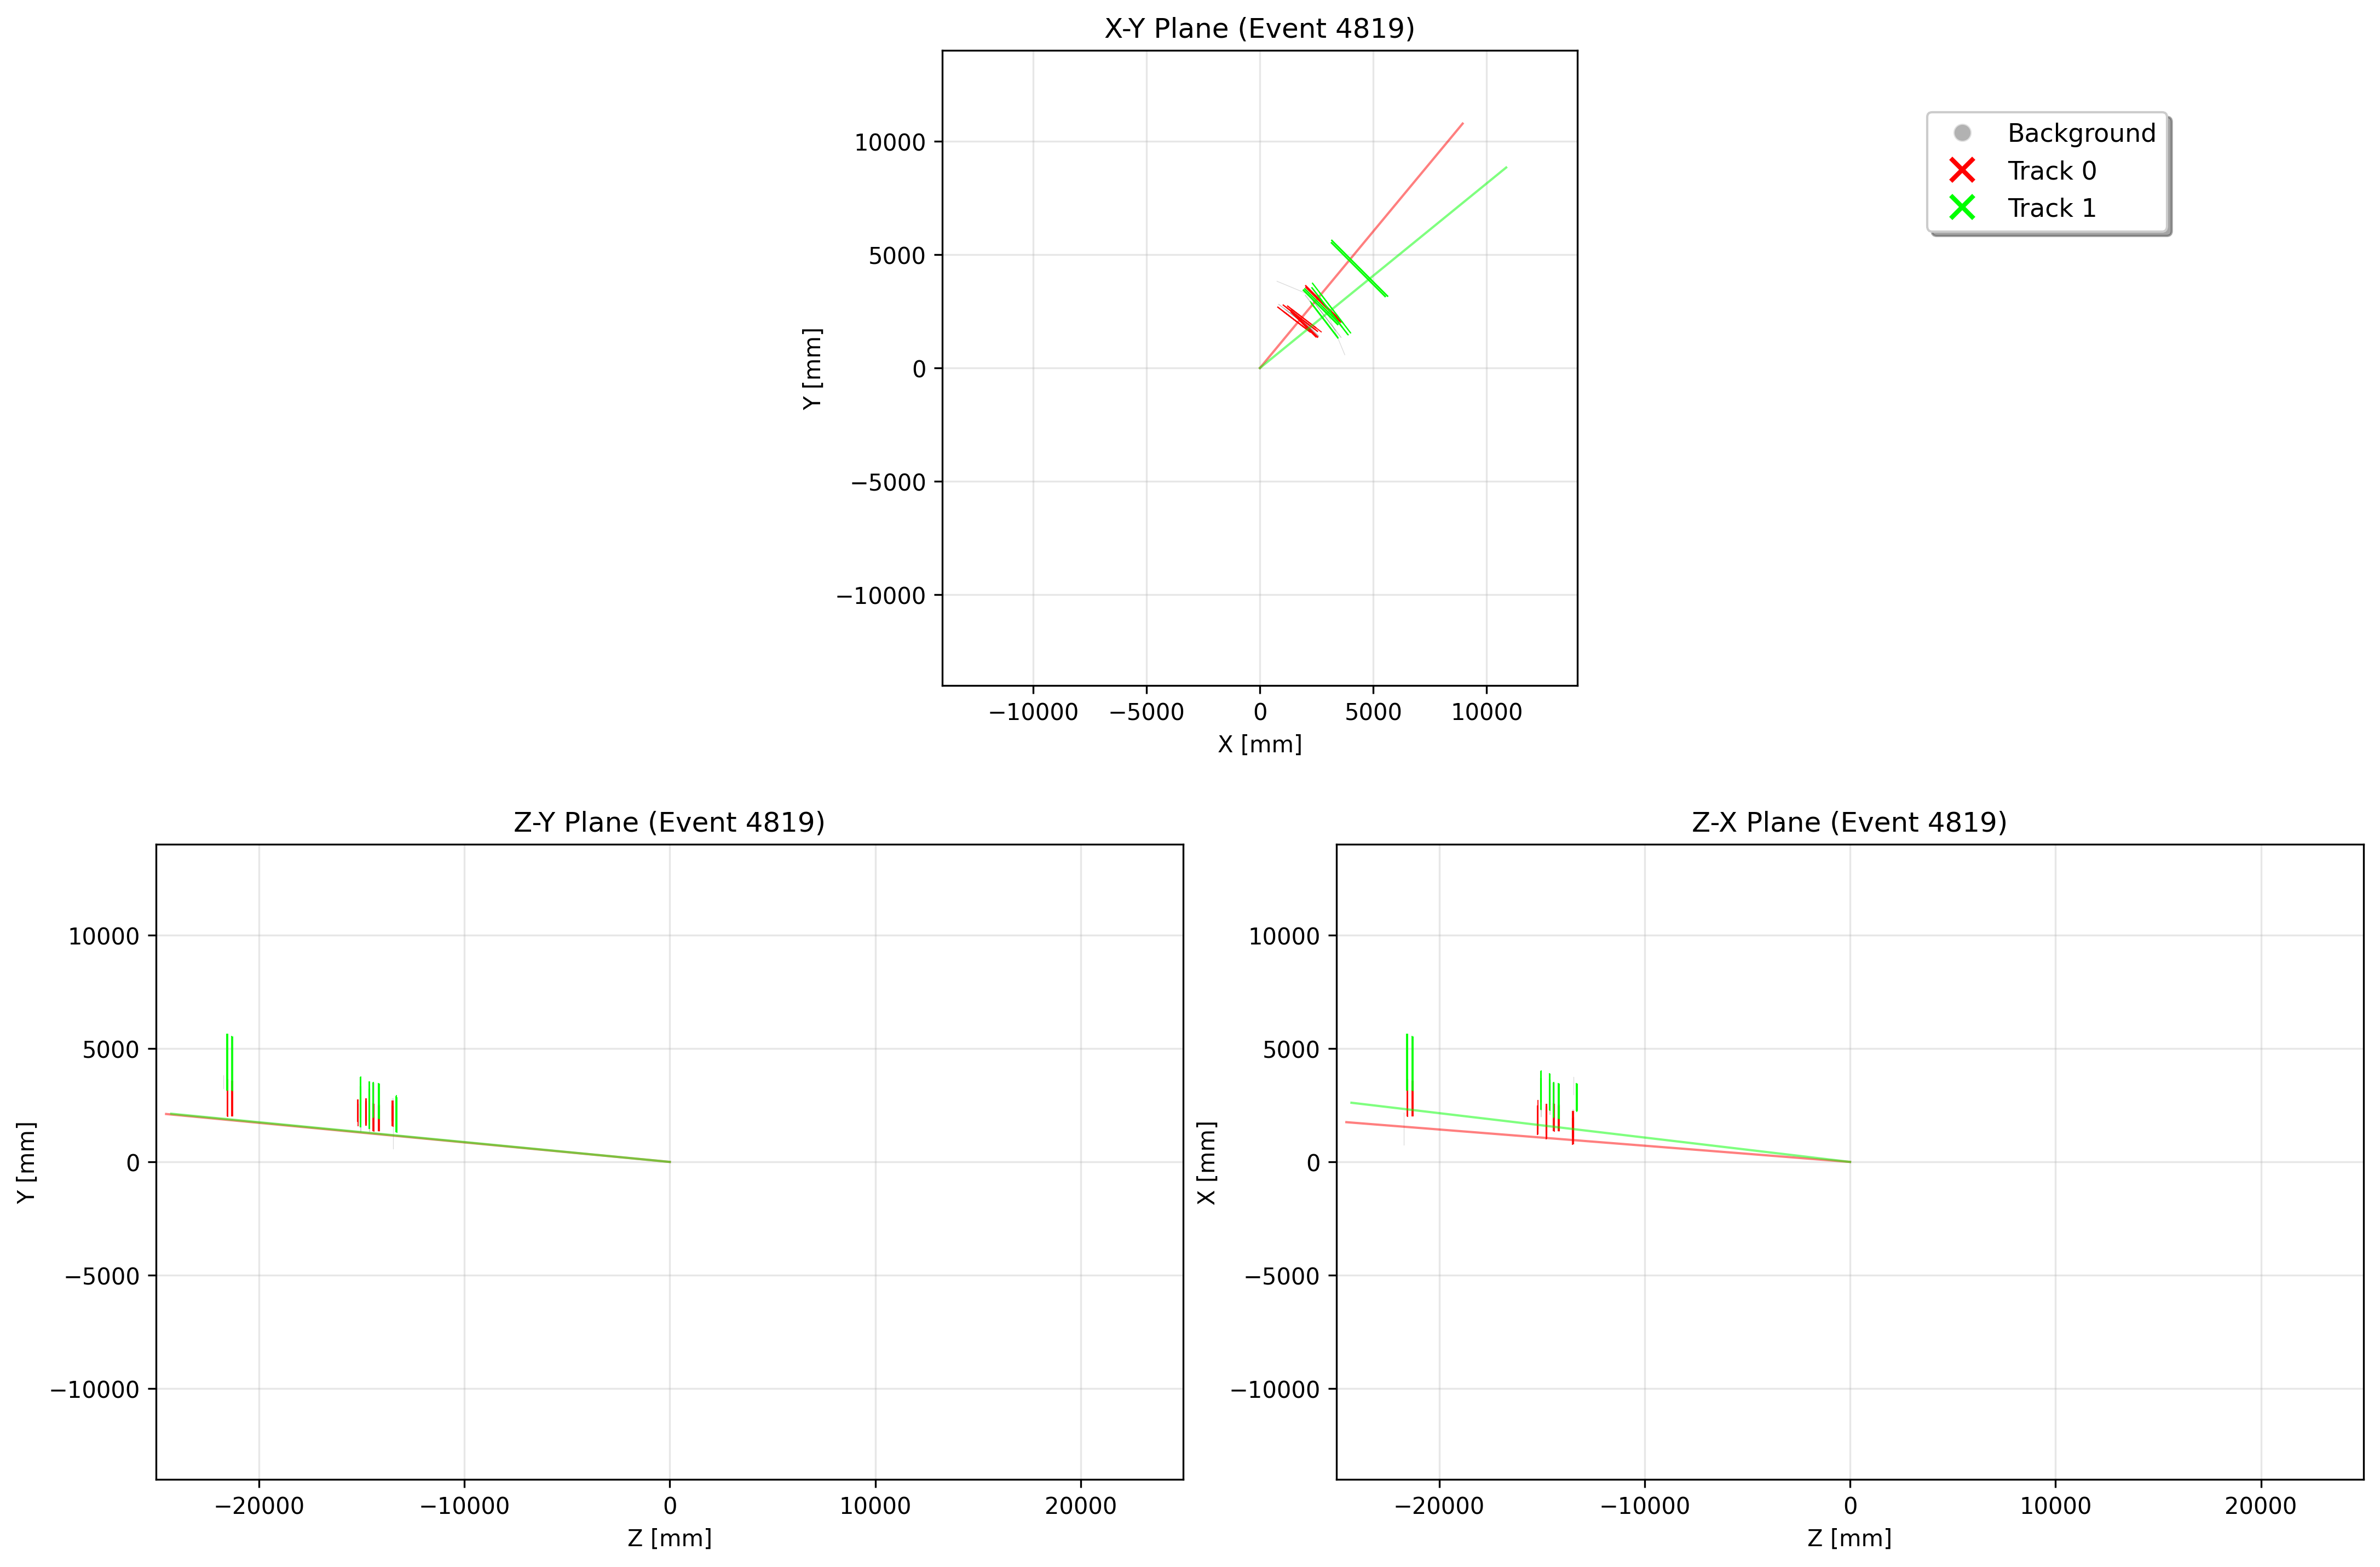 X-Y Plane (Event 4819)
Background
Track 0
Track 1
10000
5000
0
−5000
−10000
Y [mm]
−10000 −5000 0 5000 10000
X [mm]
Z-Y Plane (Event 4819)
10000
5000
0
−5000
−10000
Y [mm]
−20000 −10000 0 10000 20000
Z [mm]
Z-X Plane (Event 4819)
10000
5000
0
−5000
−10000
X [mm]
−20000 −10000 0 10000 20000
Z [mm]